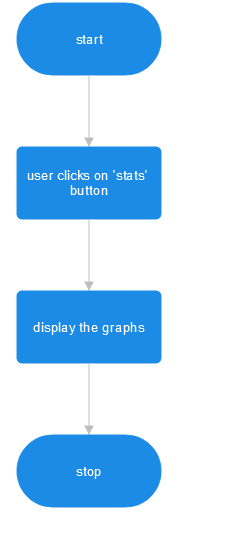 start
user clicks on 'stats'
button
display the graphs
stop